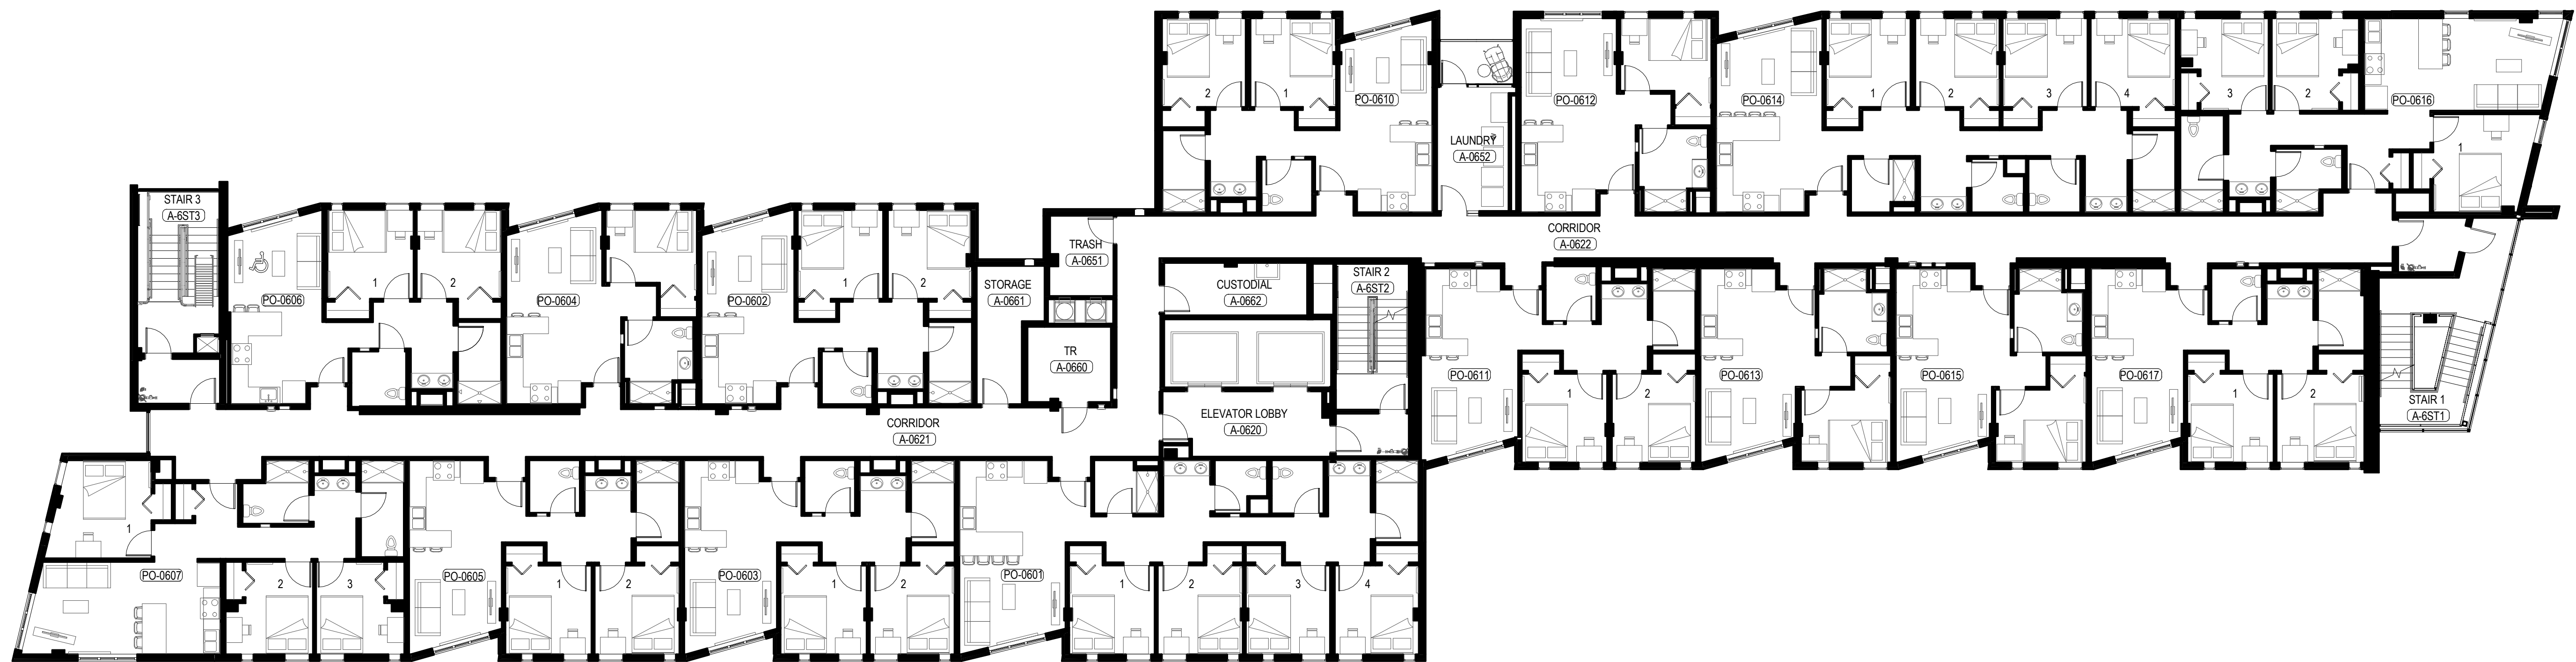 2
1
PO-0610
LAUNDRY
A-0652
PO-0612
PO-0614
1
2
3
4
3
2
PO-0616
1
STAIR 3
A-6ST3
PO-0606
1
2
PO-0604
PO-0602
1
2
STORAGE
A-0661
TRASH
A-0651
TR
A-0660
CORRIDOR
A-0622
CUSTODIAL
A-0662
STAIR 2
A-6ST2
ELEVATOR LOBBY
A-0620
CORRIDOR
A-0621
PO-0611
1
2
PO-0613
PO-0615
PO-0617
1
2
STAIR 1
A-6ST1
1
PO-0607
2
3
PO-0605
1
2
PO-0603
1
2
PO-0601
1
2
3
4